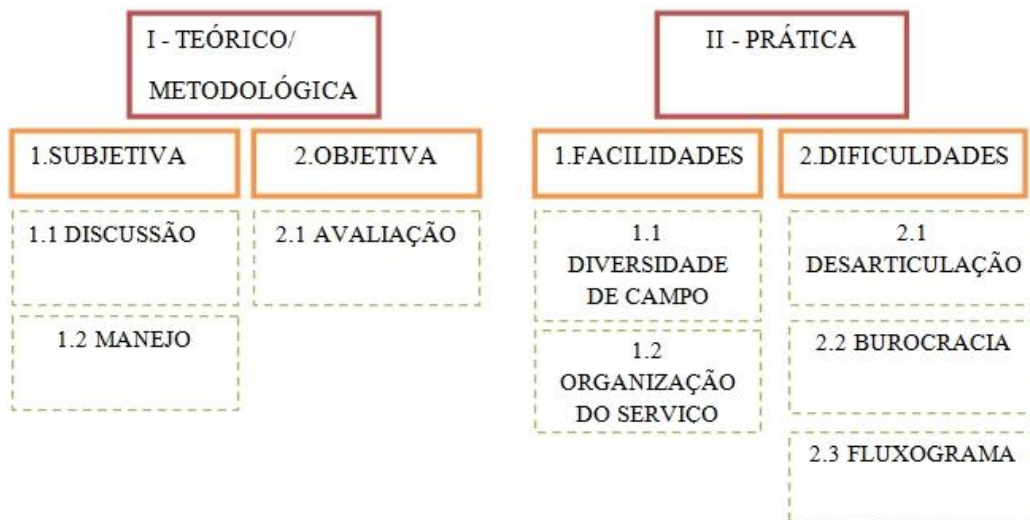 I - TEÓRICO/
METODOLÓGICA
II - PRÁTICA
1.SUBJETIVA
2.OBJETIVA
1.FACILIDADES
2.DIFICULDADES
1.1 DISCUSSÃO
2.1 AVALIAÇÃO
1.1
DIVERSIDADE
DE CAMPO
2.1
DESARTICULAÇÃO
1.2 MANEJO
1.2
ORGANIZAÇÃO
DO SERVIÇO
2.2 BUROCRACIA
2.3 FLUXOGRAMA